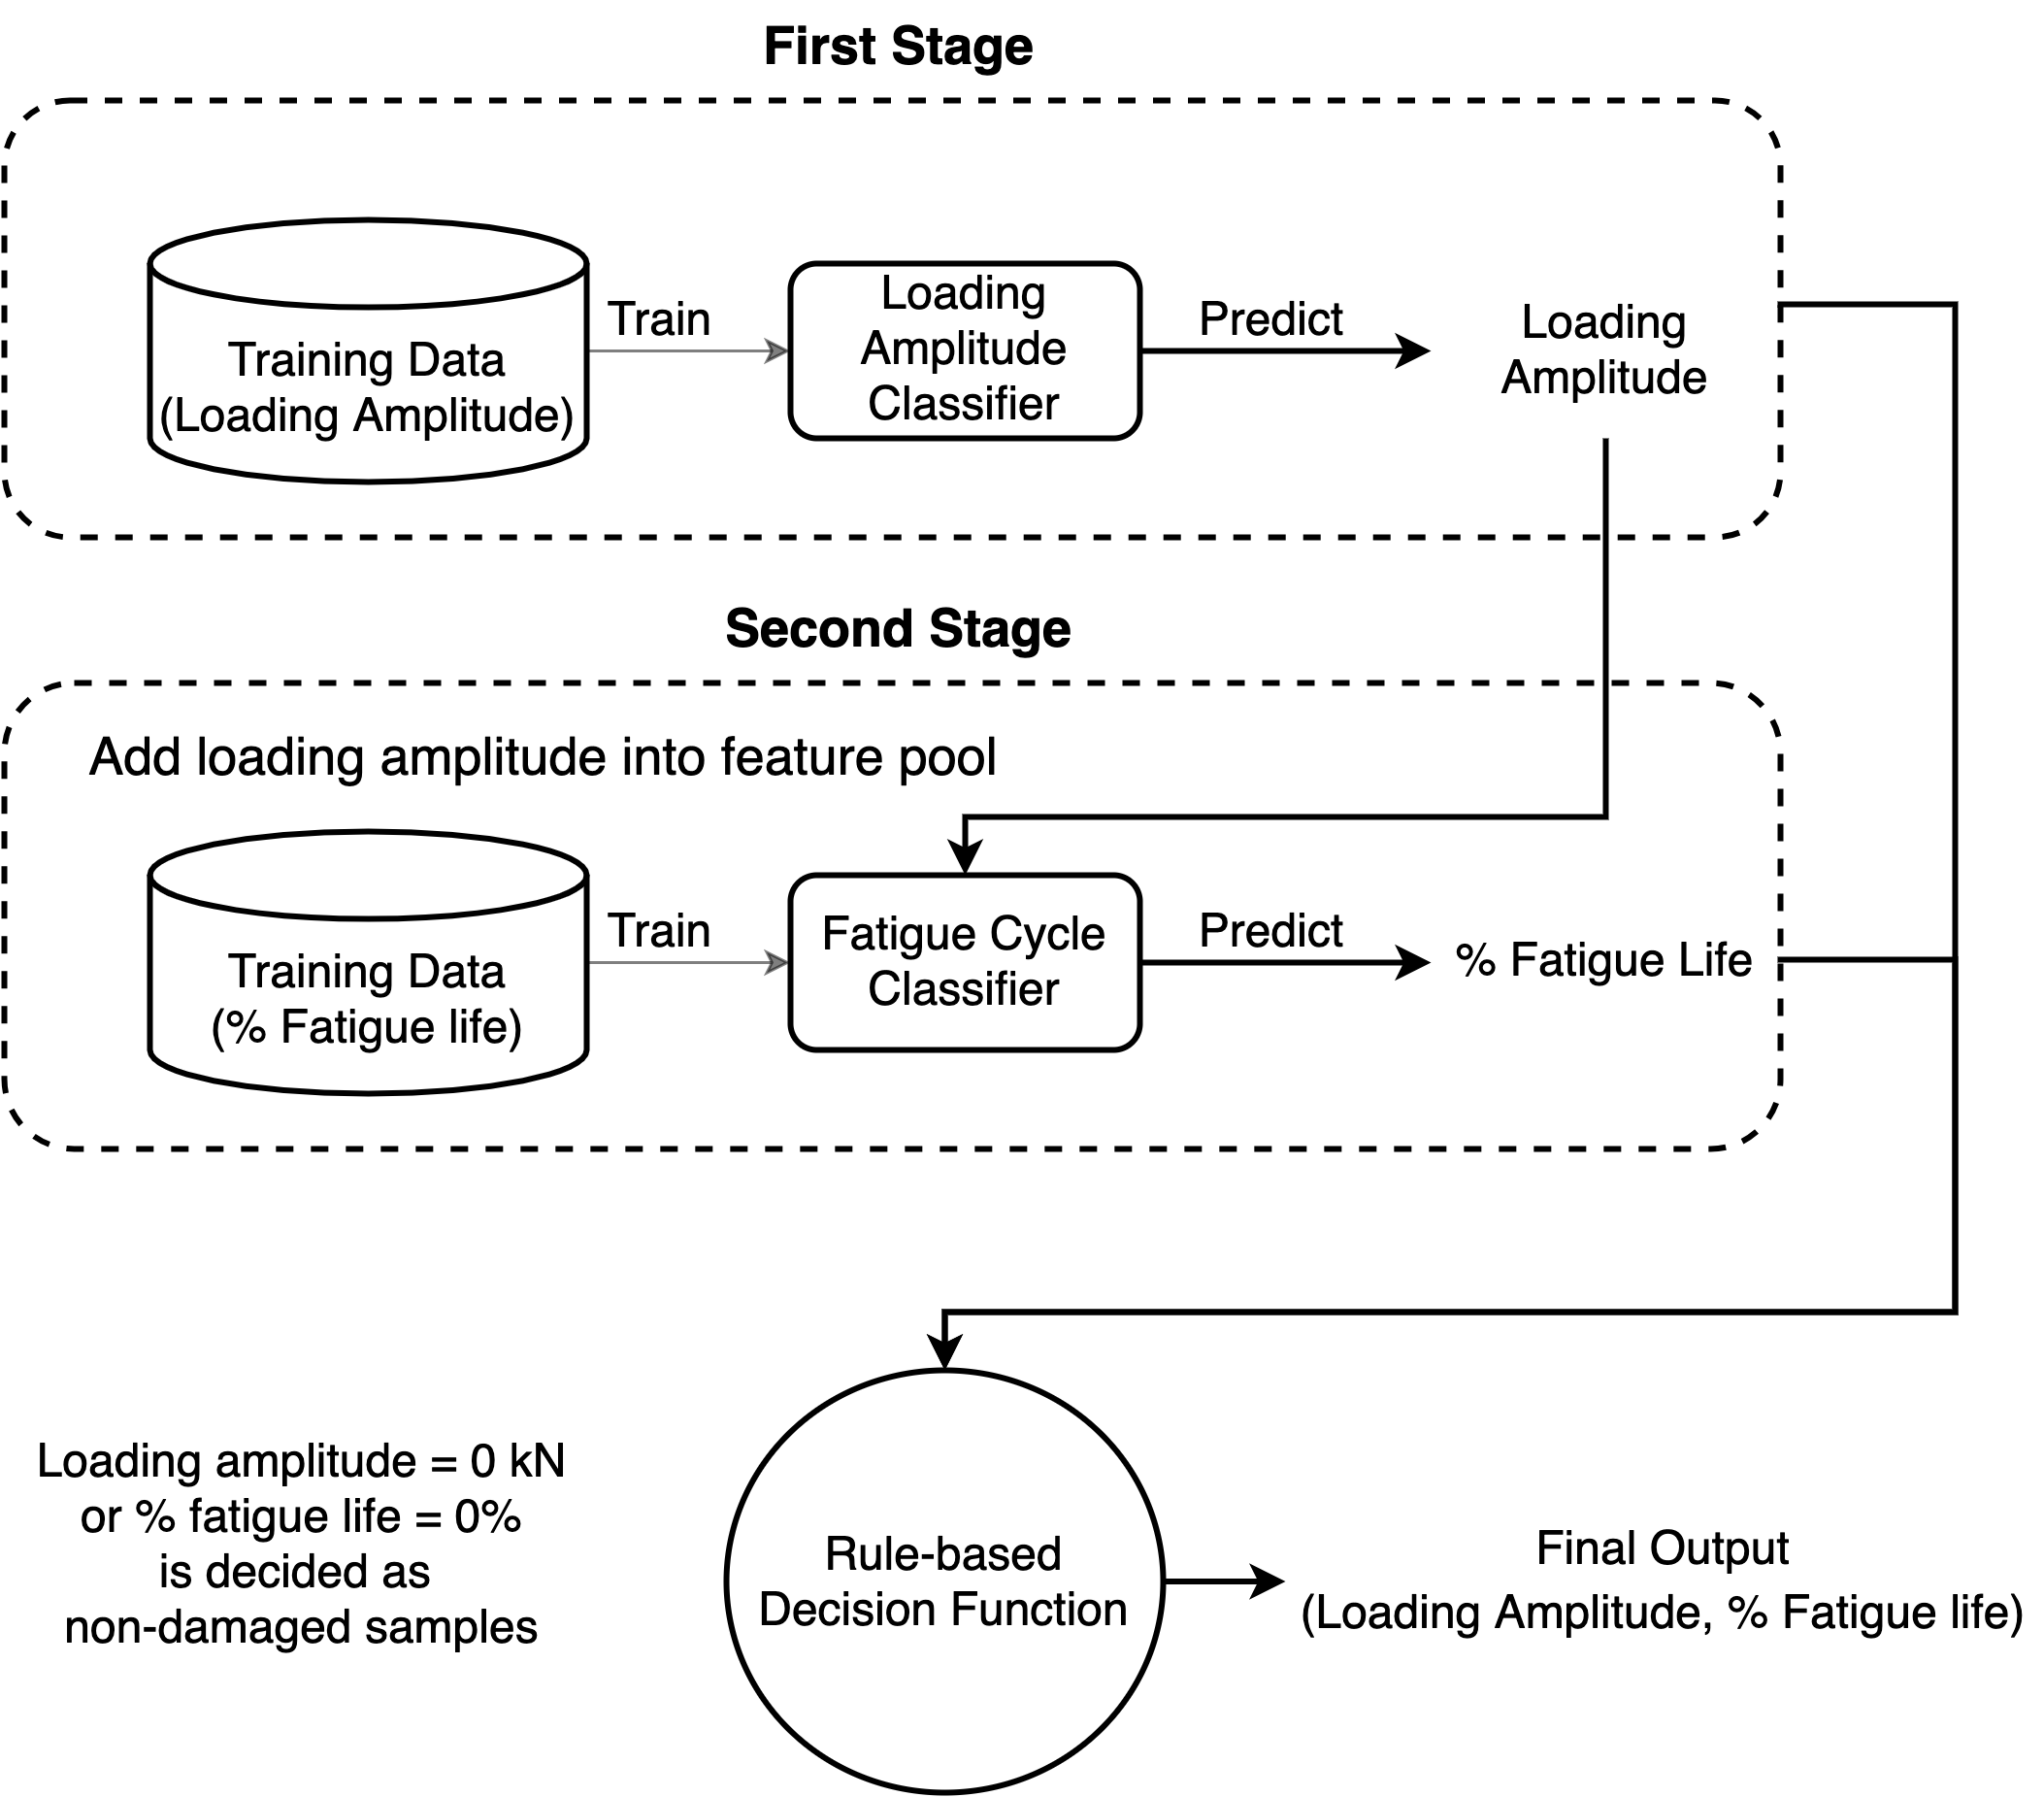 First Stage
Training Data
(Loading Amplitude)
Train
Loading
Amplitude
Classifier
Predict
Loading
Amplitude
Second Stage
Add loading amplitude into feature pool
Training Data
(% Fatigue life)
Train
Fatigue Cycle
Classifier
Predict
% Fatigue Life
Loading amplitude = 0 kN
or % fatigue life = 0%
is decided as
non-damaged samples
Rule-based
Decision Function
Final Output
(Loading Amplitude, % Fatigue life)